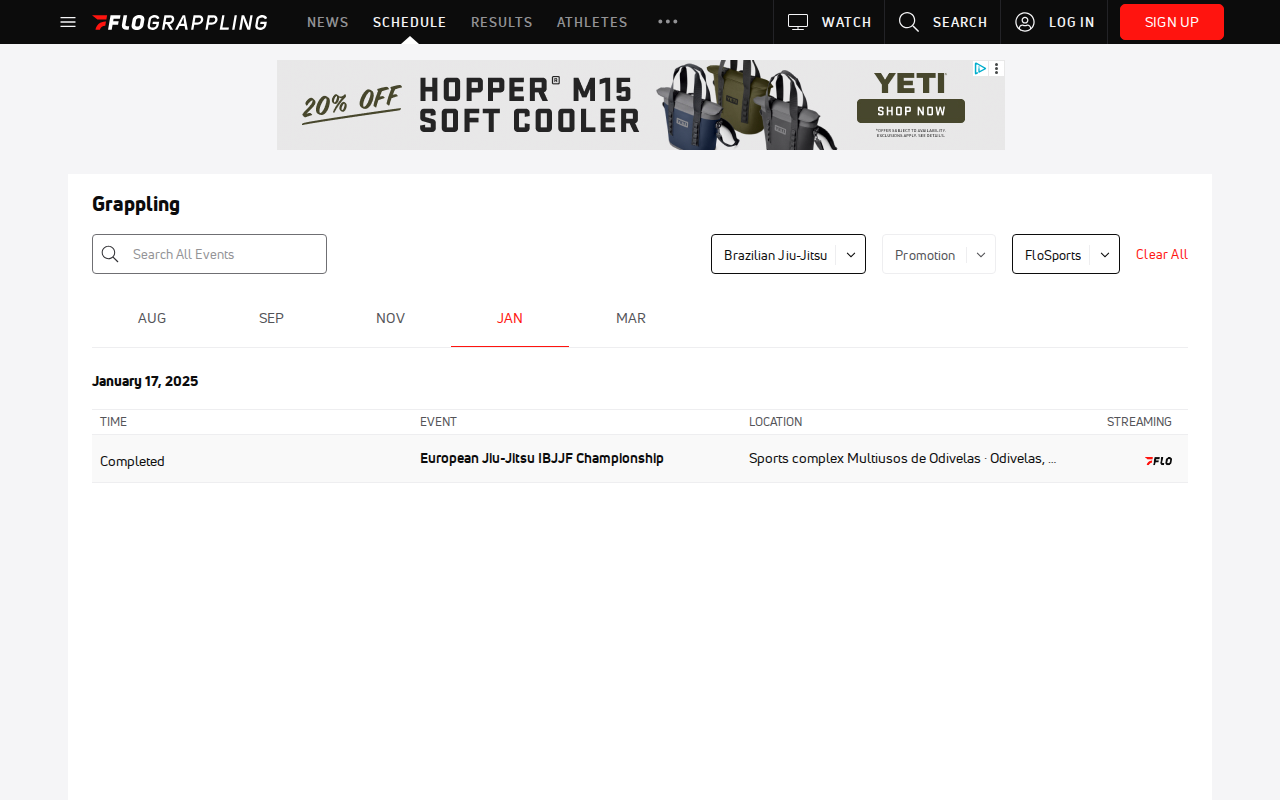 FLOGRAPPLING NEWS SCHEDULE RESULTS ATHLETES WATCH SEARCH LOG IN SIGN UP
20% OFF
HOPPER® M15
SOFT COOLER
YETI
SHOP NOW
*OFFER SUBJECT TO AVAILABILITY.
EXCLUSIONS APPLY. SEE DETAILS.
Grappling
Search All Events Brazilian Jiu-Jitsu Promotion FloSports Clear All
AUG SEP NOV JAN MAR
January 17, 2025
TIME EVENT LOCATION STREAMING
Completed European Jiu-Jitsu IBJJF Championship Sports complex Multiusos de Odivelas · Odivelas, ... FLO